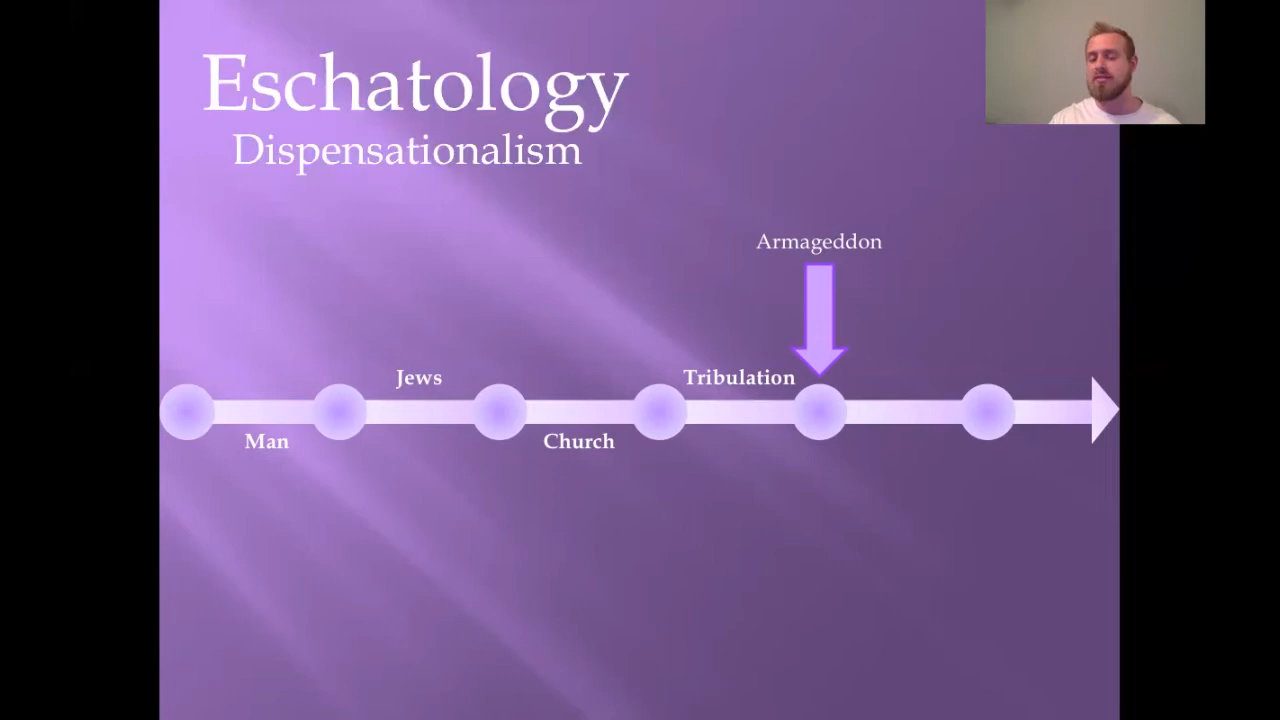 Eschatology
Dispensationalism
Armageddon
Jews
Tribulation
Man
Church